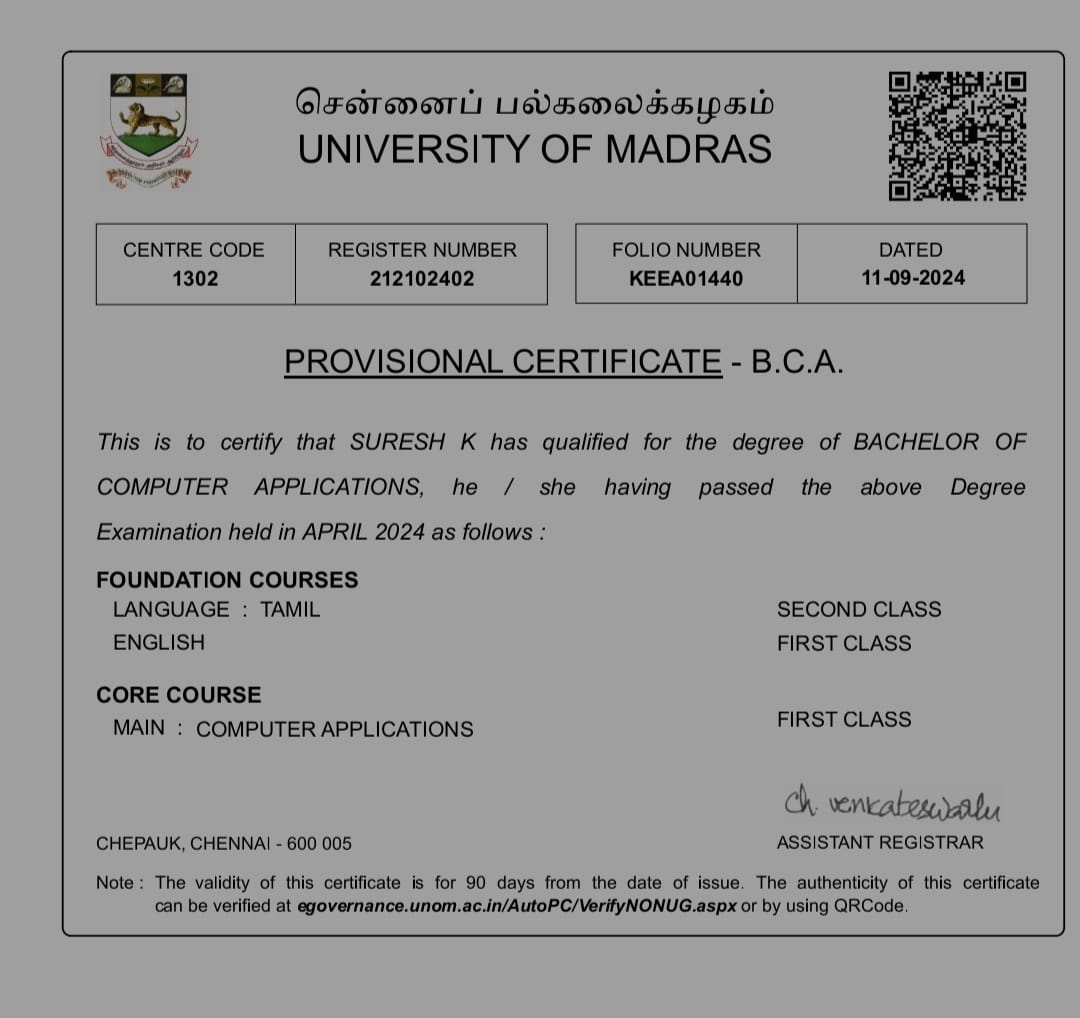 சென்னைப் பல்கலைக்கழகம்
UNIVERSITY OF MADRAS
CENTRE CODE
1302
REGISTER NUMBER
212102402
FOLIO NUMBER
KEEA01440
DATED
11-09-2024
PROVISIONAL CERTIFICATE - B.C.A.
This is to certify that SURESH K has qualified for the degree of BACHELOR OF
COMPUTER APPLICATIONS, he / she having passed the above Degree
Examination held in APRIL 2024 as follows :
FOUNDATION COURSES
LANGUAGE : TAMIL SECOND CLASS
ENGLISH FIRST CLASS
CORE COURSE
MAIN : COMPUTER APPLICATIONS FIRST CLASS
Ch. Venkateswarlu
CHEPAUK, CHENNAI - 600 005 ASSISTANT REGISTRAR
Note : The validity of this certificate is for 90 days from the date of issue. The authenticity of this certificate
can be verified at egovernance.unom.ac.in/AutoPC/VerifyNONUG.aspx or by using QRCode.